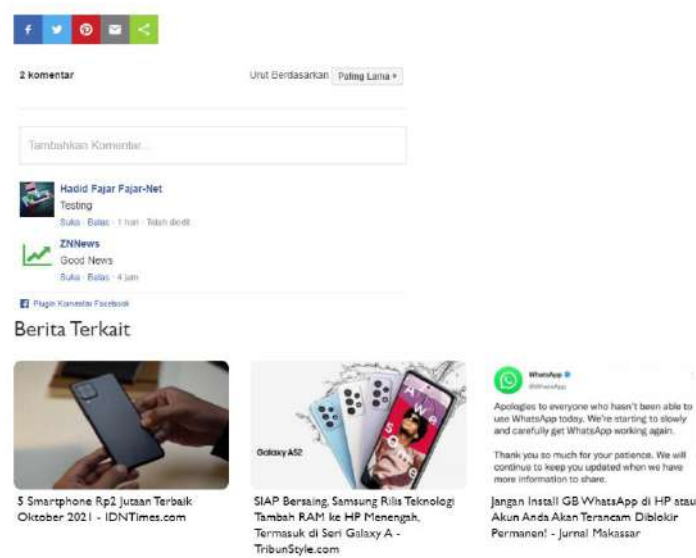 2 komentar
Urut Berdasarkan Paling Lama
Tambahkan Komentar...
Hadid Fajar Fajar-Net
Testing
Suka · Balas · 1 hari · Telah diedit
ZNNews
Good News
Suka · Balas · 4 jam
Plugin Komentar Facebook
Berita Terkait
Galaxy A52
Awe
some
WhatsApp
@WhatsApp
Apologies to everyone who hasn't been able to
use WhatsApp today. We're starting to slowly
and carefully get WhatsApp working again.
Thank you so much for your patience. We will
continue to keep you updated when we have
more information to share.
5 Smartphone Rp2 Jutaan Terbaik
Oktober 2021 - IDNTimes.com
SIAP Bersaing, Samsung Rilis Teknologi
Tambah RAM ke HP Menengah,
Termasuk di Seri Galaxy A -
TribunStyle.com
Jangan Install GB WhatsApp di HP atau
Akun Anda Akan Terancam Diblokir
Permanen! - Jurnal Makassar